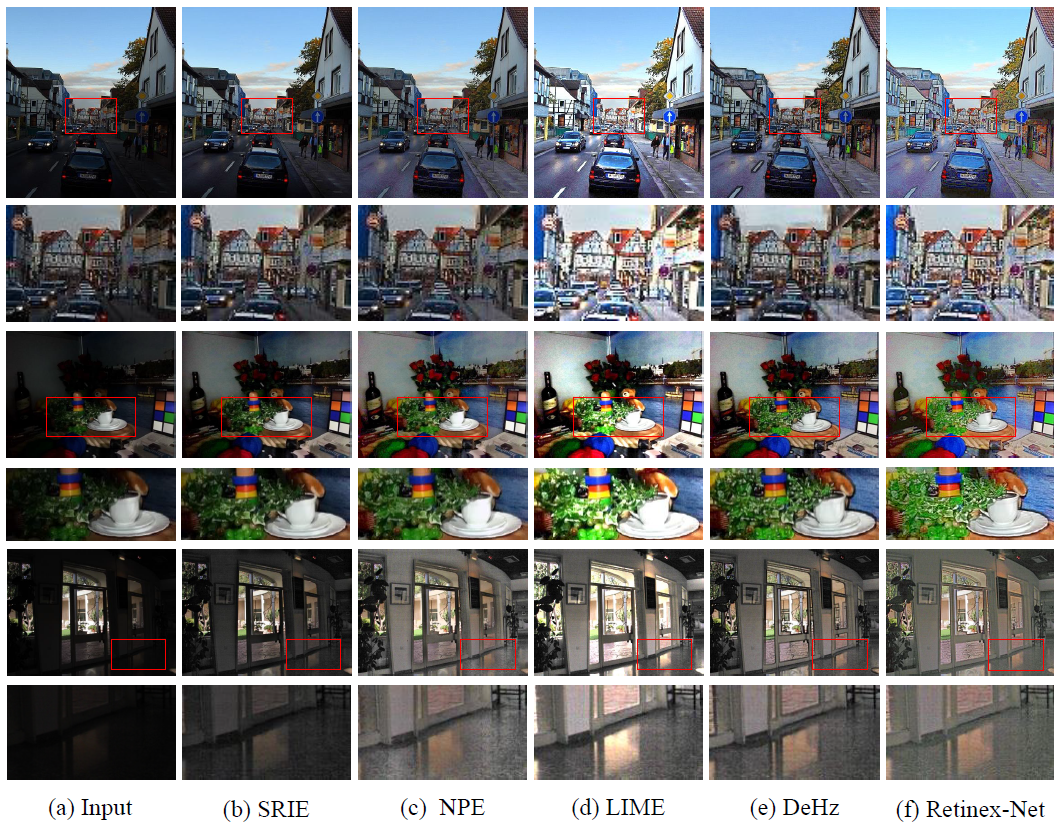 (a) Input
(b) SRIE
(c) NPE
(d) LIME
(e) DeHz
(f) Retinex-Net